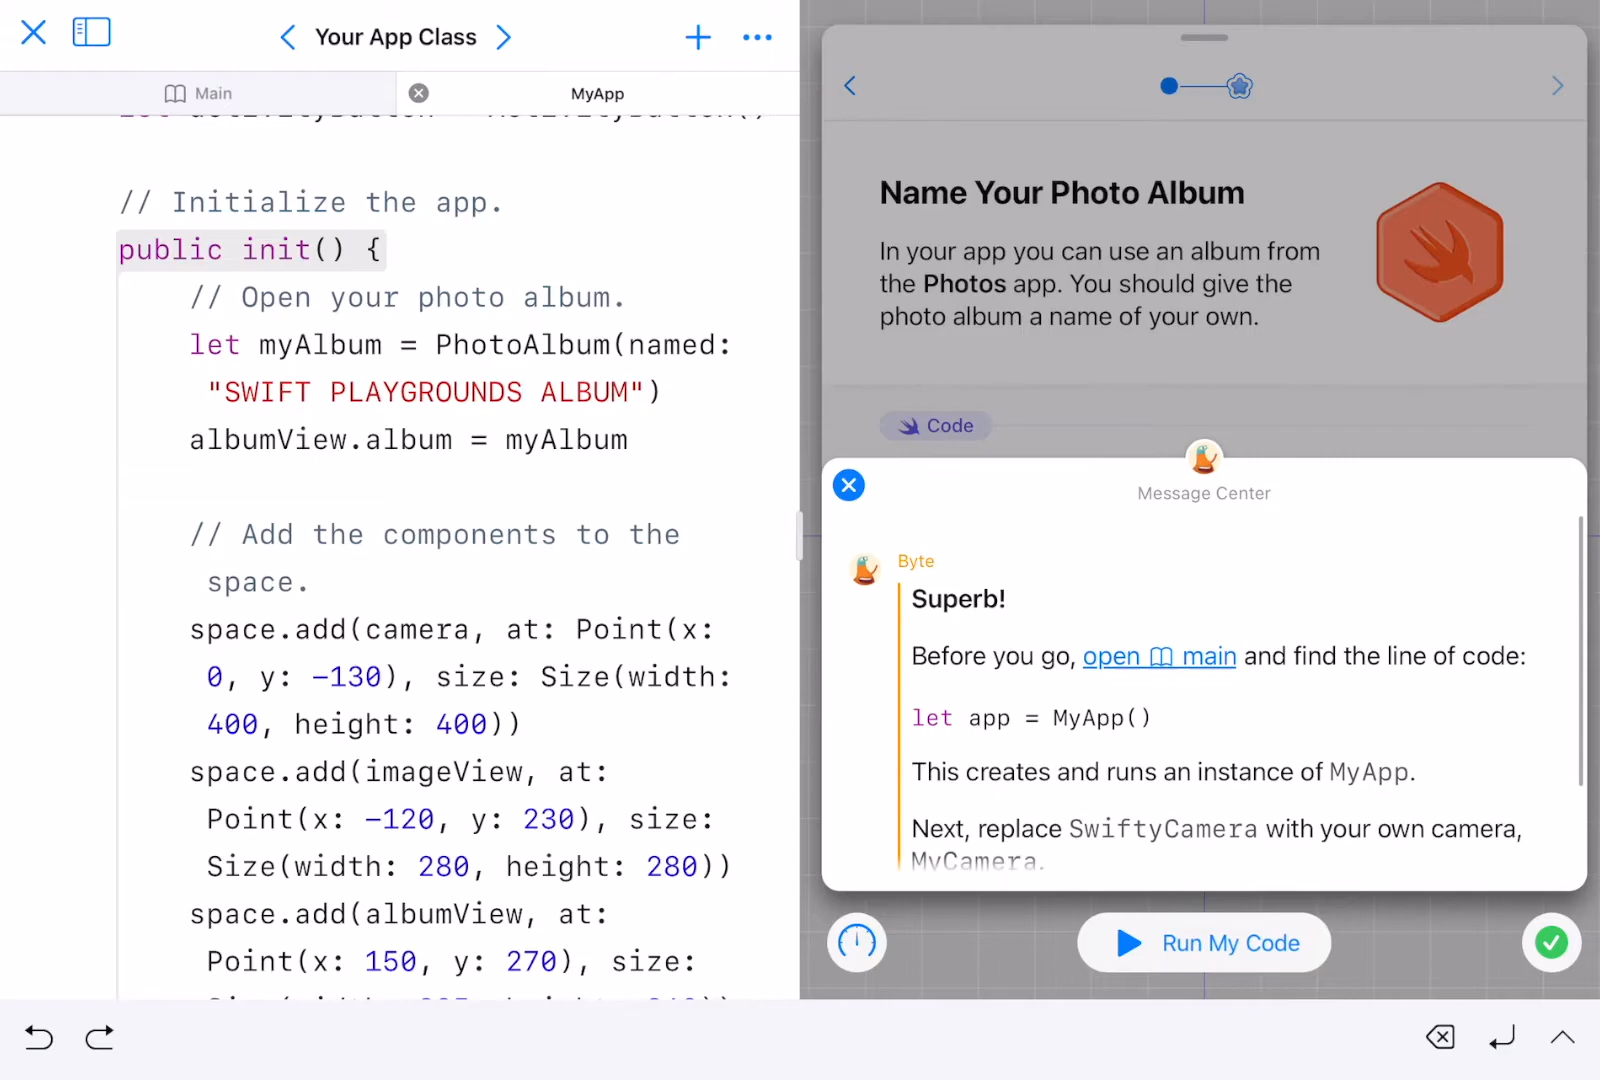 Your App Class
Main
MyApp
// Initialize the app.
public init() {
// Open your photo album.
let myAlbum = PhotoAlbum(named:
"SWIFT PLAYGROUNDS ALBUM")
albumView.album = myAlbum
// Add the components to the
space.
space.add(camera, at: Point(x:
0, y: -130), size: Size(width:
400, height: 400))
space.add(imageView, at:
Point(x: -120, y: 230), size:
Size(width: 280, height: 280))
space.add(albumView, at:
Point(x: 150, y: 270), size:
Name Your Photo Album
In your app you can use an album from
the Photos app. You should give the
photo album a name of your own.
Code
Message Center
Byte
Superb!
Before you go, open main and find the line of code:
let app = MyApp()
This creates and runs an instance of MyApp.
Next, replace SwiftyCamera with your own camera,
MyCamera.
Run My Code